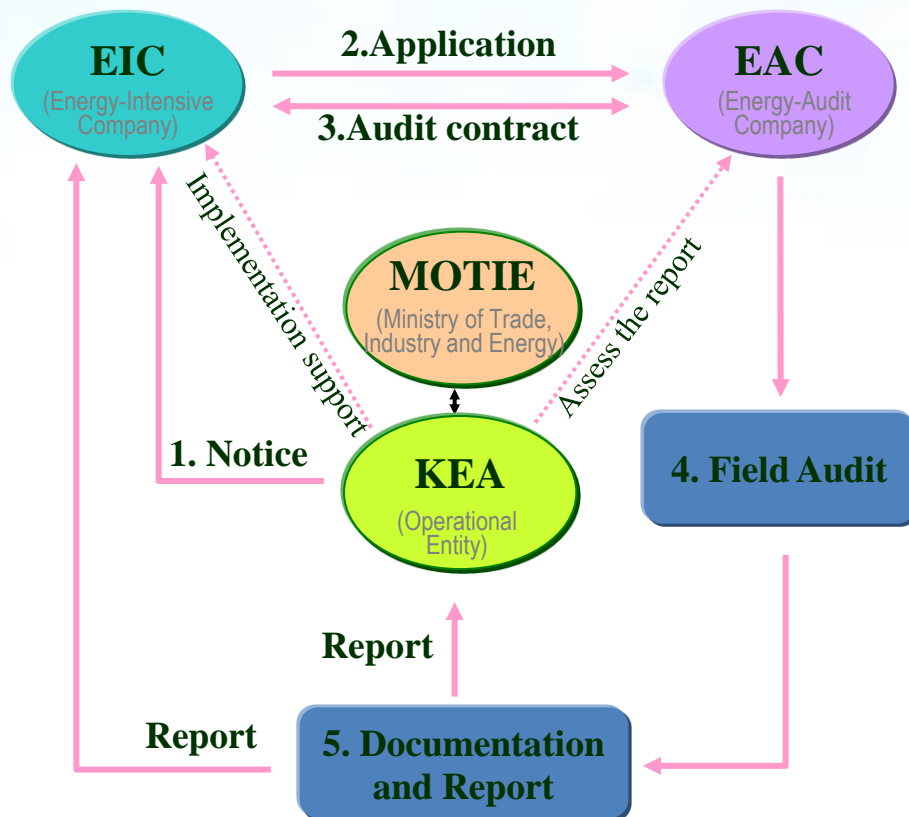 EIC
(Energy-Intensive
Company)
2.Application
3.Audit contract
EAC
(Energy-Audit
Company)
Implementation support
MOTIE
(Ministry of Trade,
Industry and Energy)
Assess the report
1. Notice
KEA
(Operational
Entity)
4. Field Audit
Report
Report
5. Documentation
and Report